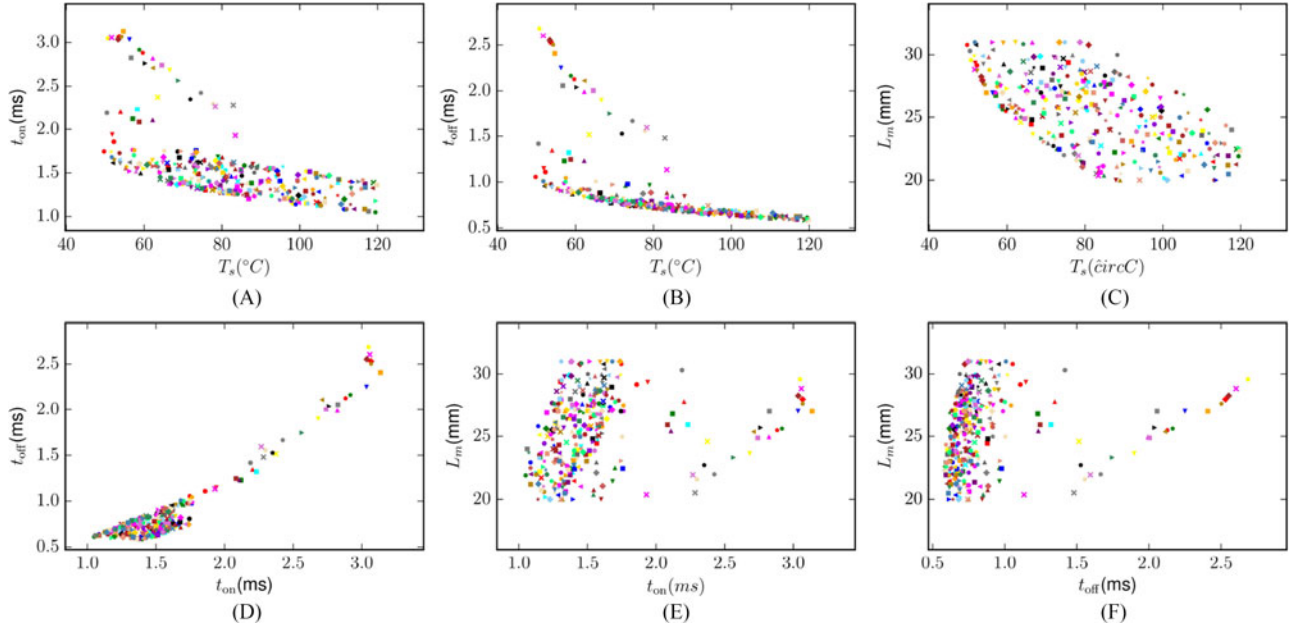 3.0
2.5
2.0
1.5
1.0
t_on(ms)
40 60 80 100 120
T_s(°C)
(A)
2.5
2.0
1.5
1.0
0.5
t_off(ms)
40 60 80 100 120
T_s(°C)
(B)
35
30
25
20
L_m(mm)
40 60 80 100 120
T_s(ĉircC)
(C)
2.5
2.0
1.5
1.0
0.5
t_off(ms)
1.0 1.5 2.0 2.5 3.0
t_on(ms)
(D)
35
30
25
20
L_m(mm)
1.0 1.5 2.0 2.5 3.0
t_on(ms)
(E)
35
30
25
20
L_m(mm)
0.5 1.0 1.5 2.0 2.5
t_off(ms)
(F)